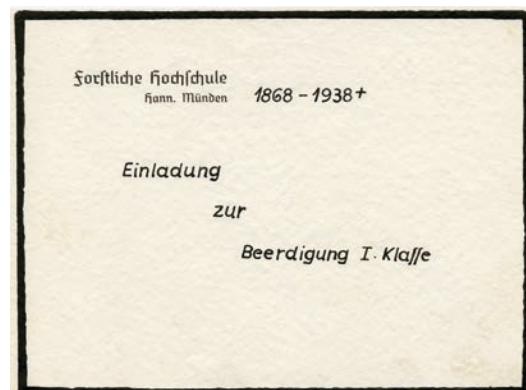 Forſtliche Hochſchule
Hann. Münden 1868 – 1938 +
Einladung
zur
Beerdigung I. Klaſſe